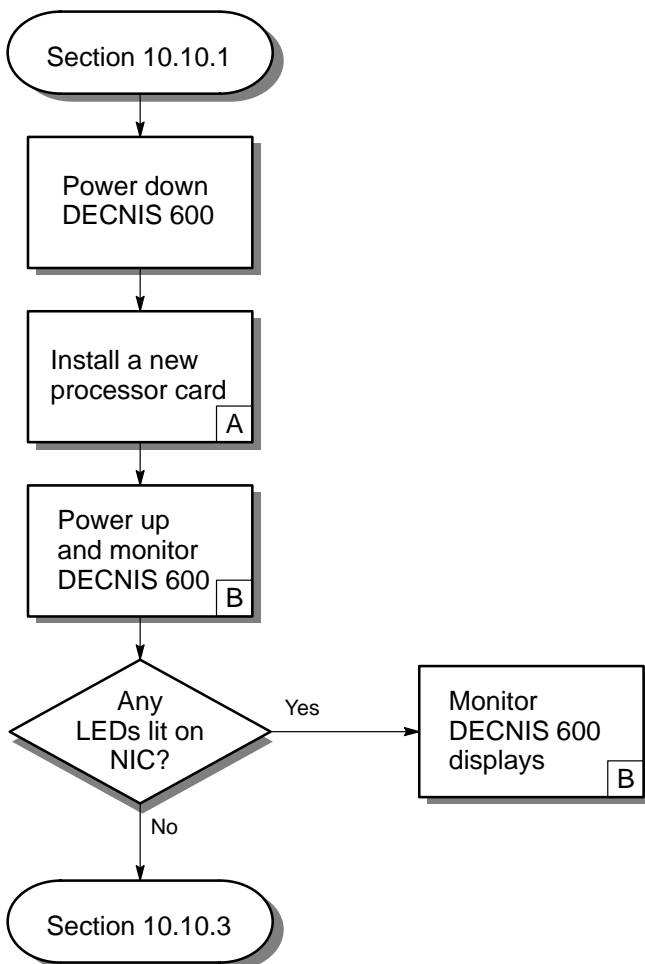 Section 10.10.1
Power down
DECNIS 600
Install a new
processor card
A
Power up
and monitor
DECNIS 600
B
Any
LEDs lit on
NIC?
Yes
Monitor
DECNIS 600
displays
B
No
Section 10.10.3